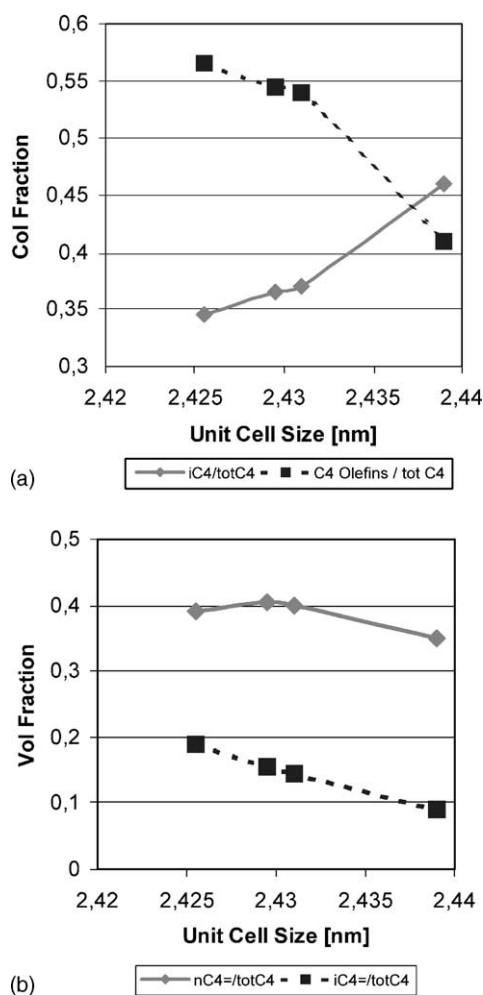 0,6
0,55
0,5
0,45
0,4
0,35
0,3
Col Fraction
2,42 2,425 2,43 2,435 2,44
Unit Cell Size [nm]
iC4/totC4 C4 Olefins / tot C4
(a)
0,5
0,4
0,3
0,2
0,1
0
Vol Fraction
2,42 2,425 2,43 2,435 2,44
Unit Cell Size [nm]
nC4=/totC4 iC4=/totC4
(b)